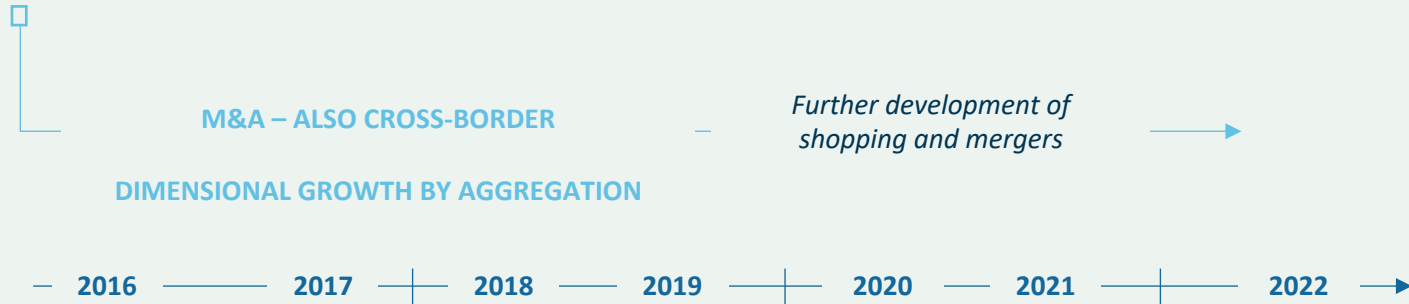 M&A – ALSO CROSS-BORDER
DIMENSIONAL GROWTH BY AGGREGATION
Further development of
shopping and mergers
2016 2017 2018 2019 2020 2021 2022